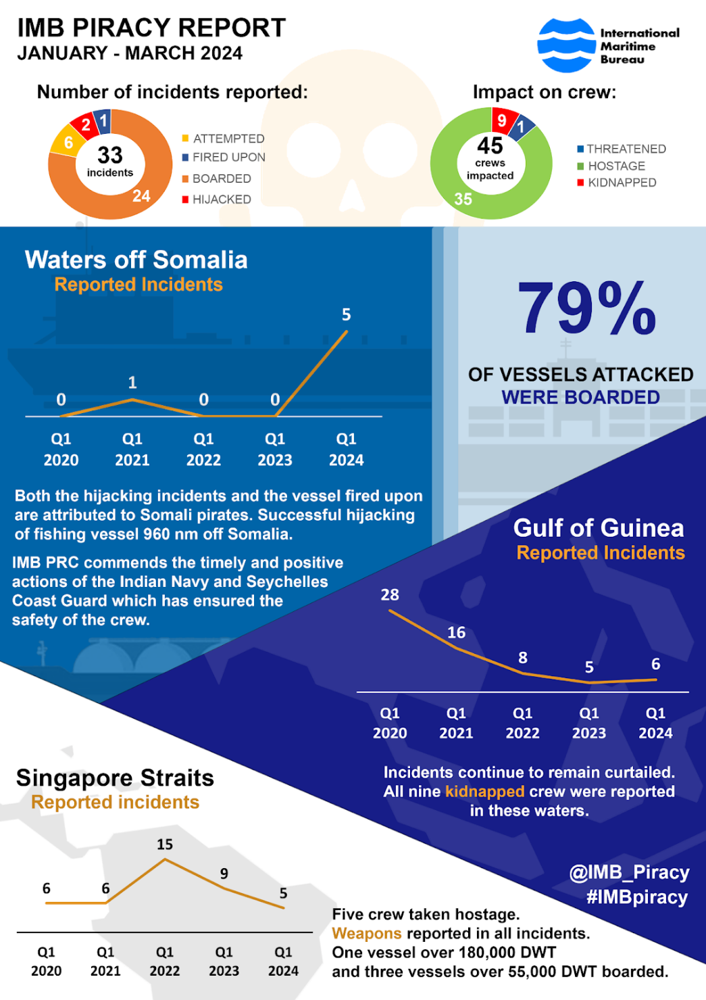 IMB PIRACY REPORT
JANUARY - MARCH 2024
International
Maritime
Bureau
Number of incidents reported:
6
2
1
33
incidents
24
ATTEMPTED
FIRED UPON
BOARDED
HIJACKED
Impact on crew:
9
1
45
crews
impacted
35
THREATENED
HOSTAGE
KIDNAPPED
Waters off Somalia
Reported Incidents
0
1
0
0
5
Q1 Q1 Q1 Q1 Q1
2020 2021 2022 2023 2024
Both the hijacking incidents and the vessel fired upon
are attributed to Somali pirates. Successful hijacking
of fishing vessel 960 nm off Somalia.
IMB PRC commends the timely and positive
actions of the Indian Navy and Seychelles
Coast Guard which has ensured the
safety of the crew.
79%
OF VESSELS ATTACKED
WERE BOARDED
Gulf of Guinea
Reported Incidents
28
16
8
5
6
Q1 Q1 Q1 Q1 Q1
2020 2021 2022 2023 2024
Incidents continue to remain curtailed.
All nine kidnapped crew were reported
in these waters.
Singapore Straits
Reported incidents
6
6
15
9
5
Q1 Q1 Q1 Q1 Q1
2020 2021 2022 2023 2024
@IMB_Piracy
#IMBpiracy
Five crew taken hostage.
Weapons reported in all incidents.
One vessel over 180,000 DWT
and three vessels over 55,000 DWT boarded.